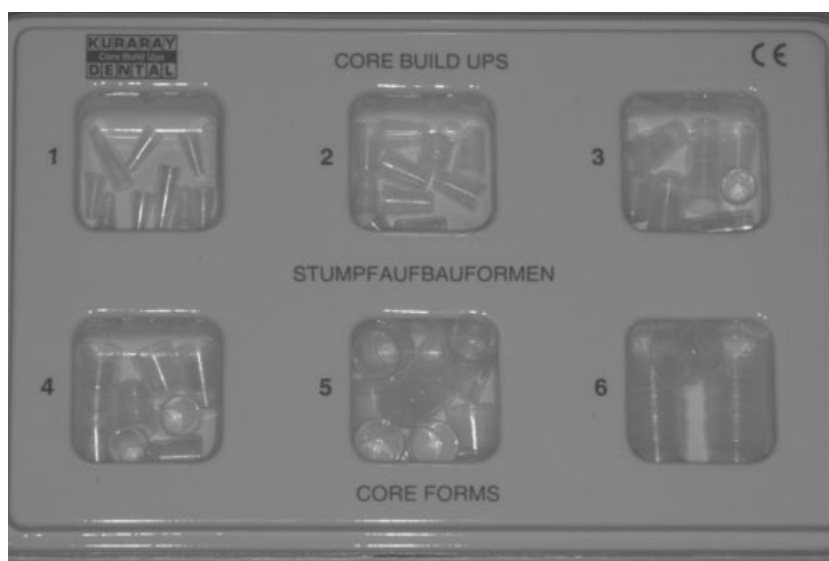 KURARAY
Core Build Ups
DENTAL
CORE BUILD UPS
CE
1
2
3
STUMPFAUFBAUFORMEN
4
5
6
CORE FORMS